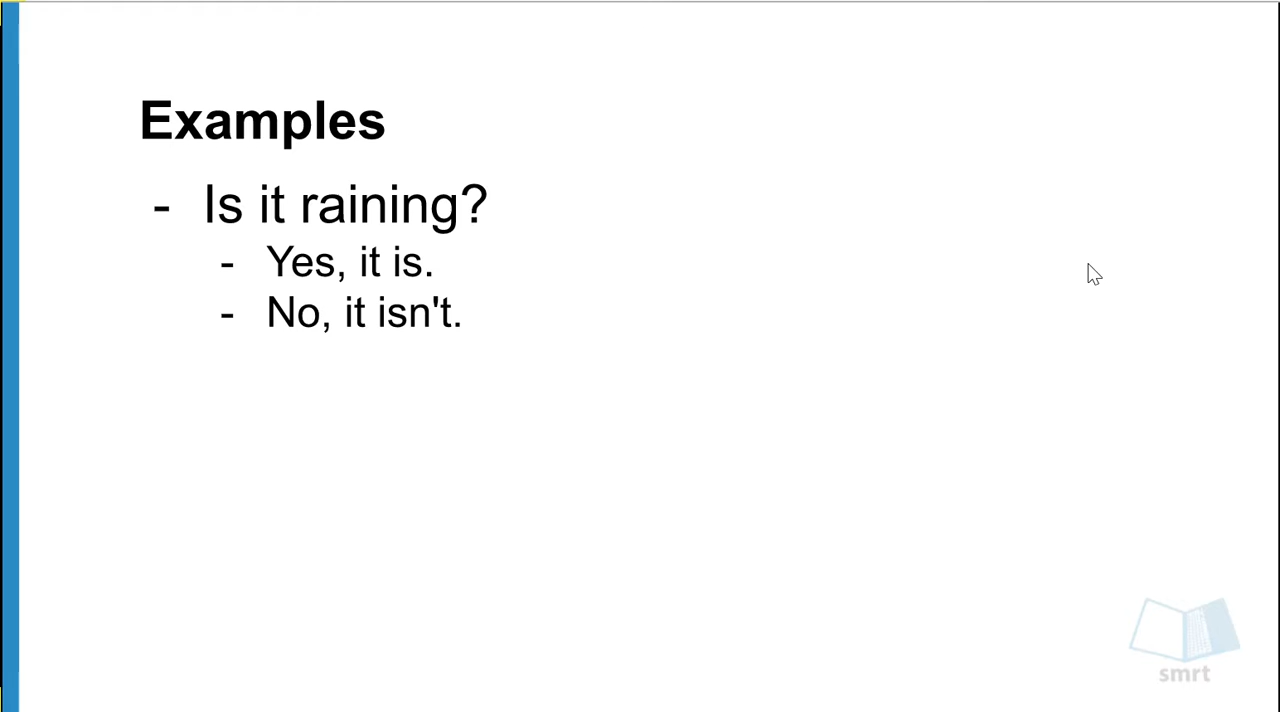 Examples
- Is it raining?
- Yes, it is.
- No, it isn't.
smrt